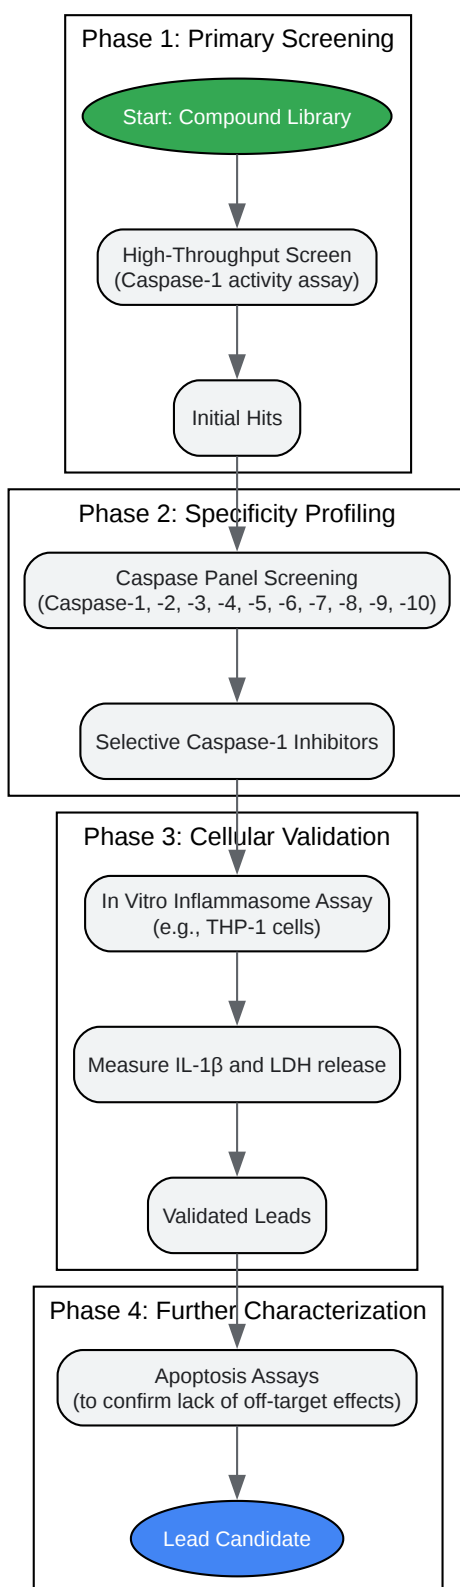 Phase 1: Primary Screening
Start: Compound Library
High-Throughput Screen
(Caspase-1 activity assay)
Initial Hits
Phase 2: Specificity Profiling
Caspase Panel Screening
(Caspase-1, -2, -3, -4, -5, -6, -7, -8, -9, -10)
Selective Caspase-1 Inhibitors
Phase 3: Cellular Validation
In Vitro Inflammasome Assay
(e.g., THP-1 cells)
Measure IL-1β and LDH release
Validated Leads
Phase 4: Further Characterization
Apoptosis Assays
(to confirm lack of off-target effects)
Lead Candidate